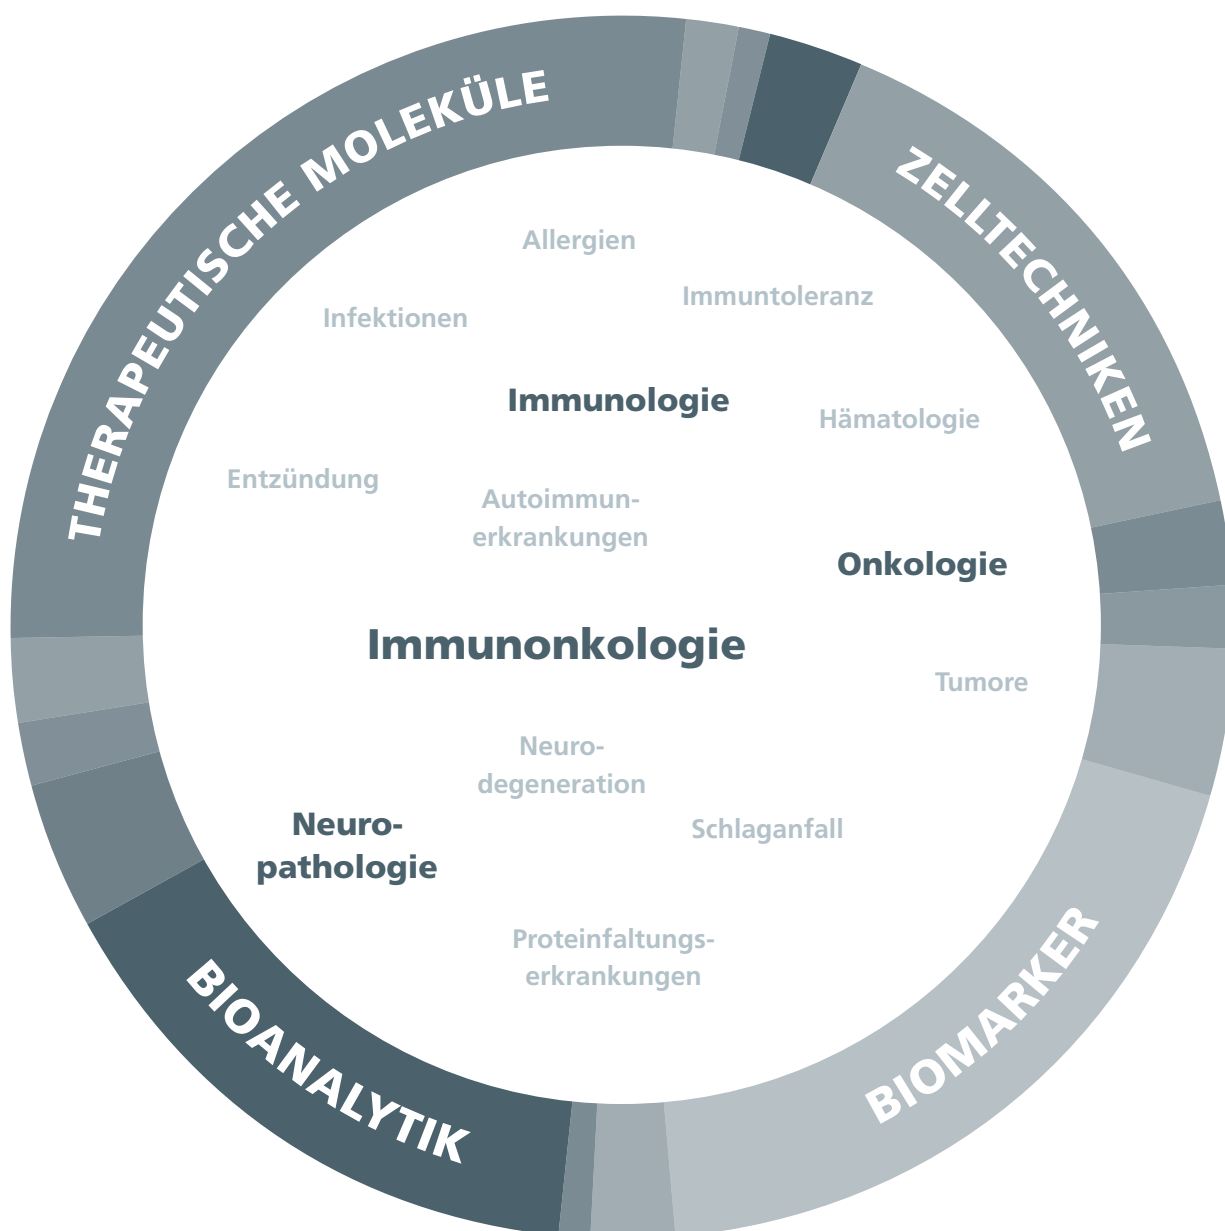 THERAPEUTISCHE MOLEKÜLE
ZELLTECHNIKEN
Allergien
Immuntoleranz
Infektionen
Immunologie
Hämatologie
Entzündung
Autoimmun-
erkrankungen
Onkologie
Immunonkologie
Tumore
Neuro-
degeneration
Neuro-
pathologie
Schlaganfall
Proteinfaltungs-
erkrankungen
BIOANALYTIK
BIOMARKER